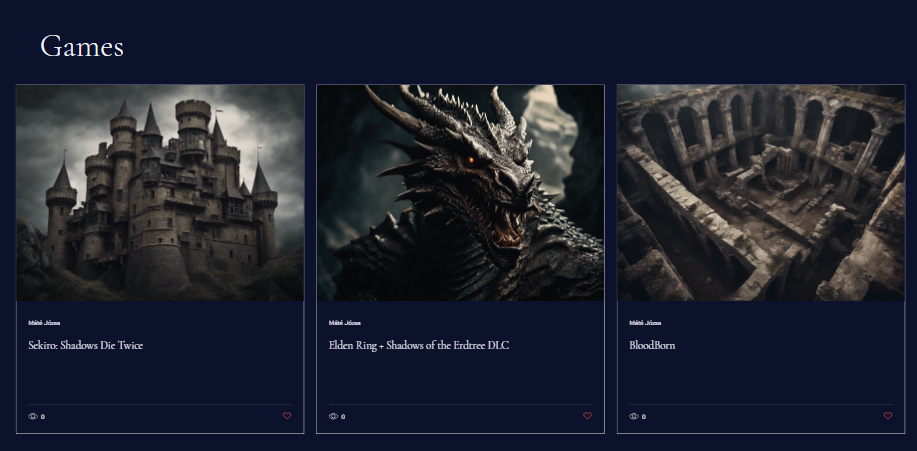 Games
Máté Józsa
Sekiro: Shadows Die Twice
0
Máté Józsa
Elden Ring + Shadows of the Erdtree DLC
0
Máté Józsa
BloodBorn
0